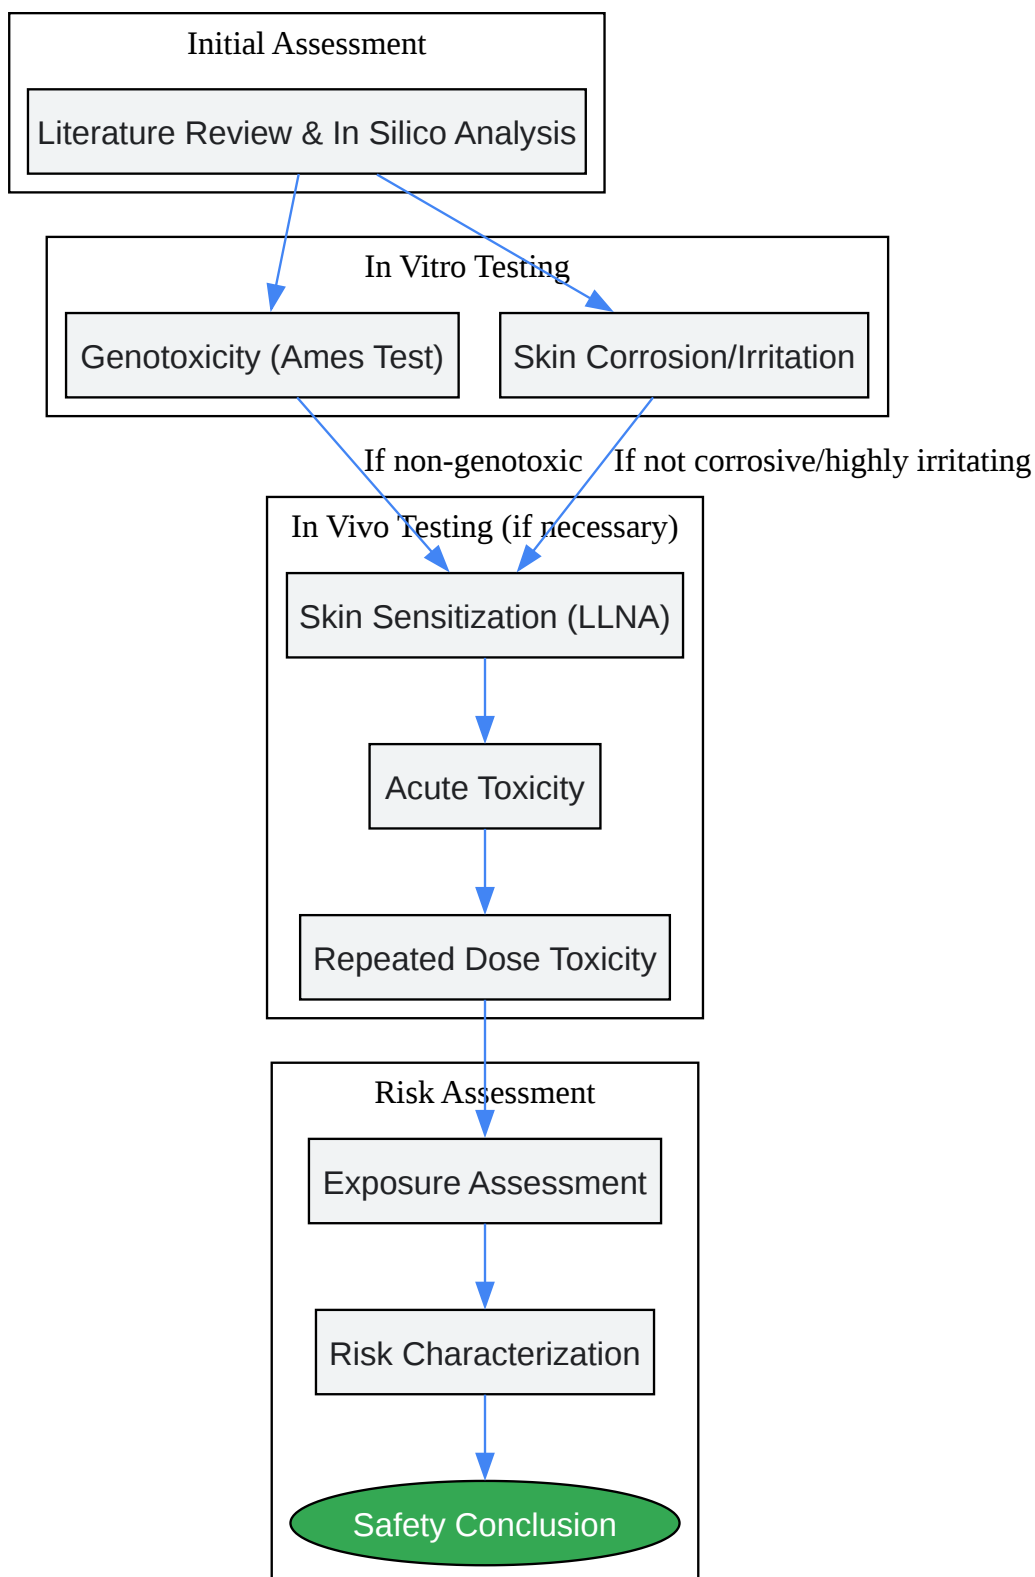 Initial Assessment
Literature Review & In Silico Analysis
In Vitro Testing
Genotoxicity (Ames Test)
Skin Corrosion/Irritation
If non-genotoxic
If not corrosive/highly irritating
In Vivo Testing (if necessary)
Skin Sensitization (LLNA)
Acute Toxicity
Repeated Dose Toxicity
Risk Assessment
Exposure Assessment
Risk Characterization
Safety Conclusion